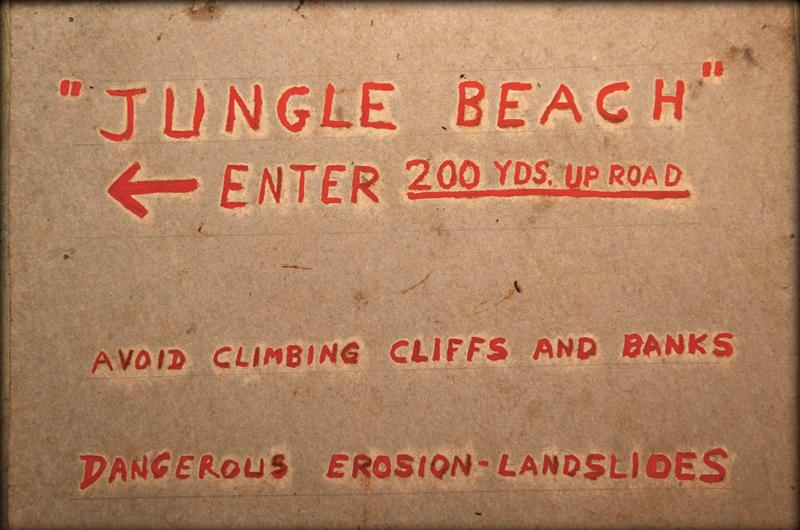 "JUNGLE BEACH"
← ENTER 200 YDS. UP ROAD
AVOID CLIMBING CLIFFS AND BANKS
DANGEROUS EROSION-LANDSLIDES